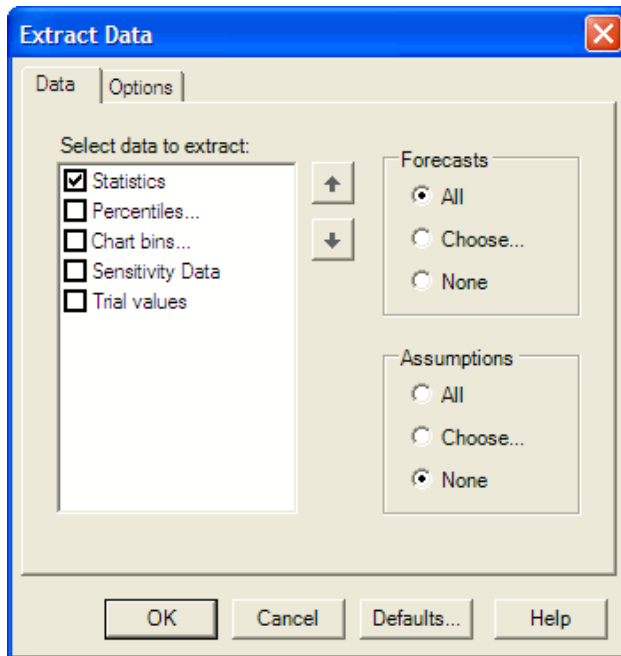 Extract Data
Data
Options
Select data to extract:
Statistics
Percentiles...
Chart bins...
Sensitivity Data
Trial values
Forecasts
All
Choose...
None
Assumptions
All
Choose...
None
OK
Cancel
Defaults...
Help